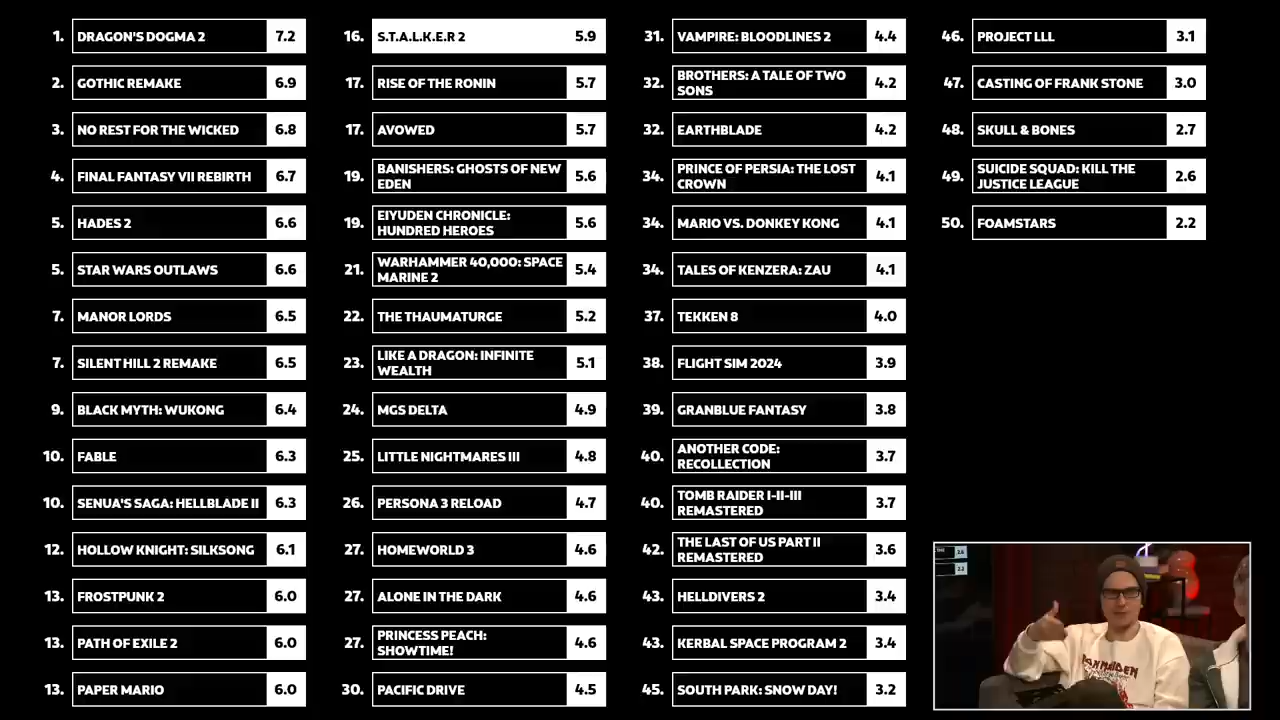 1. DRAGON'S DOGMA 2 7.2
2. GOTHIC REMAKE 6.9
3. NO REST FOR THE WICKED 6.8
4. FINAL FANTASY VII REBIRTH 6.7
5. HADES 2 6.6
5. STAR WARS OUTLAWS 6.6
7. MANOR LORDS 6.5
7. SILENT HILL 2 REMAKE 6.5
9. BLACK MYTH: WUKONG 6.4
10. FABLE 6.3
10. SENUA'S SAGA: HELLBLADE II 6.3
12. HOLLOW KNIGHT: SILKSONG 6.1
13. FROSTPUNK 2 6.0
13. PATH OF EXILE 2 6.0
13. PAPER MARIO 6.0
16. S.T.A.L.K.E.R 2 5.9
17. RISE OF THE RONIN 5.7
17. AVOWED 5.7
19. BANISHERS: GHOSTS OF NEW
EDEN 5.6
19. EIYUDEN CHRONICLE:
HUNDRED HEROES 5.6
21. WARHAMMER 40,000: SPACE
MARINE 2 5.4
22. THE THAUMATURGE 5.2
23. LIKE A DRAGON: INFINITE
WEALTH 5.1
24. MGS DELTA 4.9
25. LITTLE NIGHTMARES III 4.8
26. PERSONA 3 RELOAD 4.7
27. HOMEWORLD 3 4.6
27. ALONE IN THE DARK 4.6
27. PRINCESS PEACH:
SHOWTIME! 4.6
30. PACIFIC DRIVE 4.5
31. VAMPIRE: BLOODLINES 2 4.4
32. BROTHERS: A TALE OF TWO
SONS 4.2
32. EARTHBLADE 4.2
34. PRINCE OF PERSIA: THE LOST
CROWN 4.1
34. MARIO VS. DONKEY KONG 4.1
34. TALES OF KENZERA: ZAU 4.1
37. TEKKEN 8 4.0
38. FLIGHT SIM 2024 3.9
39. GRANBLUE FANTASY 3.8
40. ANOTHER CODE:
RECOLLECTION 3.7
40. TOMB RAIDER I-II-III
REMASTERED 3.7
42. THE LAST OF US PART II
REMASTERED 3.6
43. HELLDIVERS 2 3.4
43. KERBAL SPACE PROGRAM 2 3.4
45. SOUTH PARK: SNOW DAY! 3.2
46. PROJECT LLL 3.1
47. CASTING OF FRANK STONE 3.0
48. SKULL & BONES 2.7
49. SUICIDE SQUAD: KILL THE
JUSTICE LEAGUE 2.6
50. FOAMSTARS 2.2
2.6
2.2
IRON MAIDEN